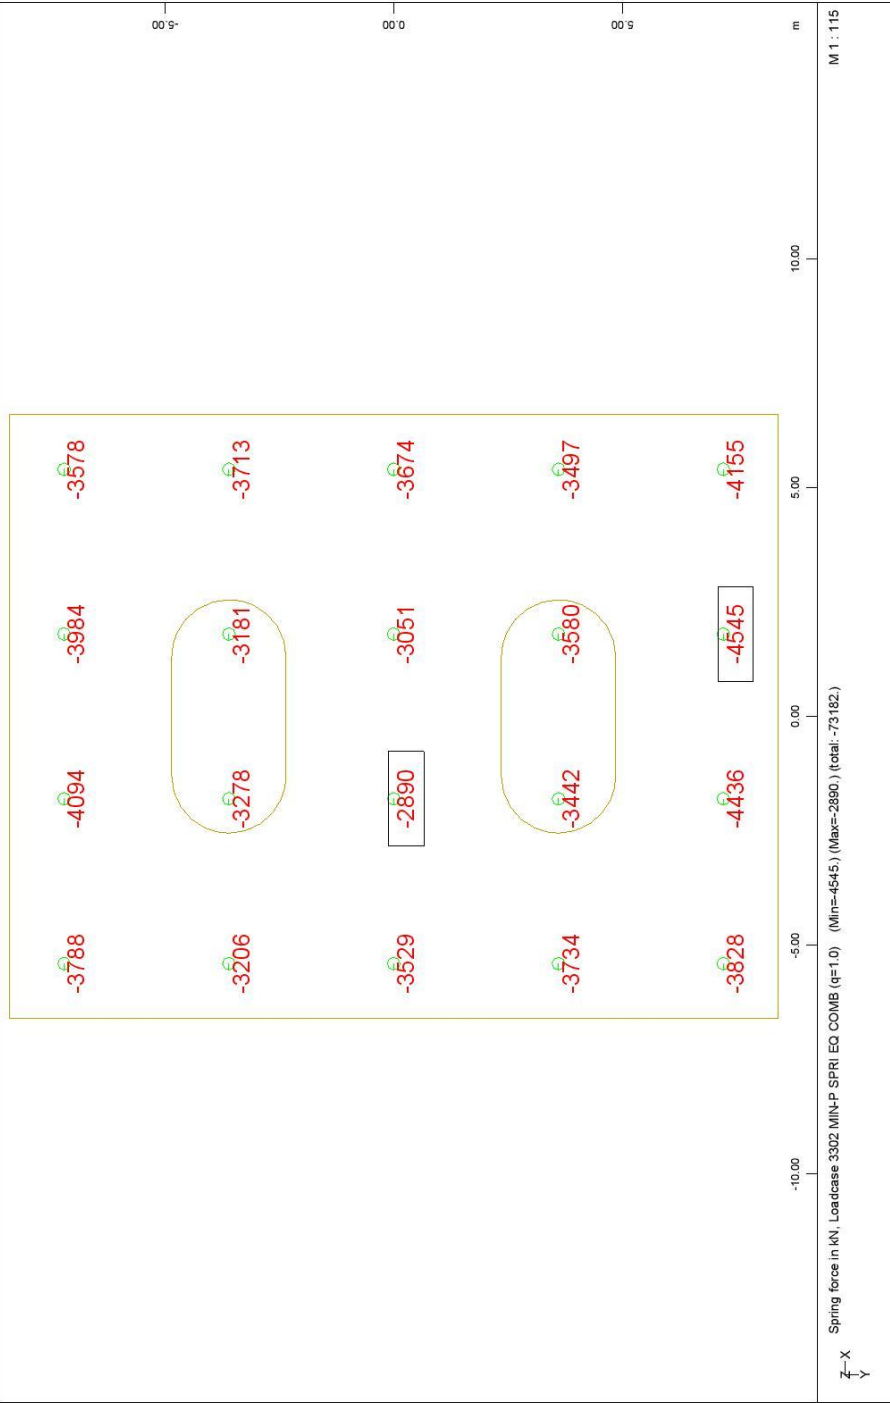 -5.00
-3788 -4094 -3984 -3578
-3206 -3278 -3181 -3713
0.00
-3529 -2890 -3051 -3674
5.00
-3734 -3442 -3580 -3497
-3828 -4436 -4545 -4155
-10.00 -5.00 0.00 5.00 10.00 m
Spring force in kN, Loadcase 3302 MIN-P SPRI EQ COMB (q=1.0) (Min=-4545.) (Max=-2890.) (total: -73182.) M 1 : 115
Z X
Y